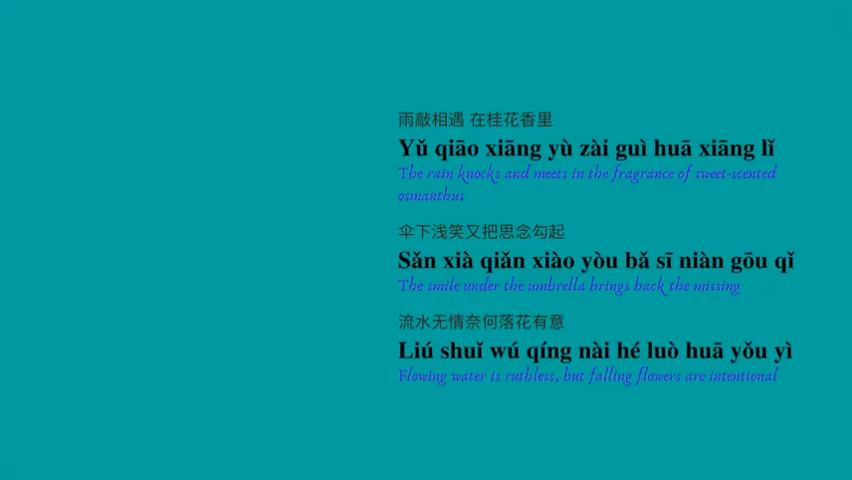 雨敲相遇 在桂花香里
Yǔ qiāo xiāng yù zài guì huā xiāng lǐ
The rain knocks and meets in the fragrance of sweet-scented
osmanthus
伞下浅笑又把思念勾起
Sǎn xià qiǎn xiào yòu bǎ sī niàn gōu qǐ
The smile under the umbrella brings back the missing
流水无情奈何落花有意
Liú shuǐ wú qíng nài hé luò huā yǒu yì
Flowing water is ruthless, but falling flowers are intentional